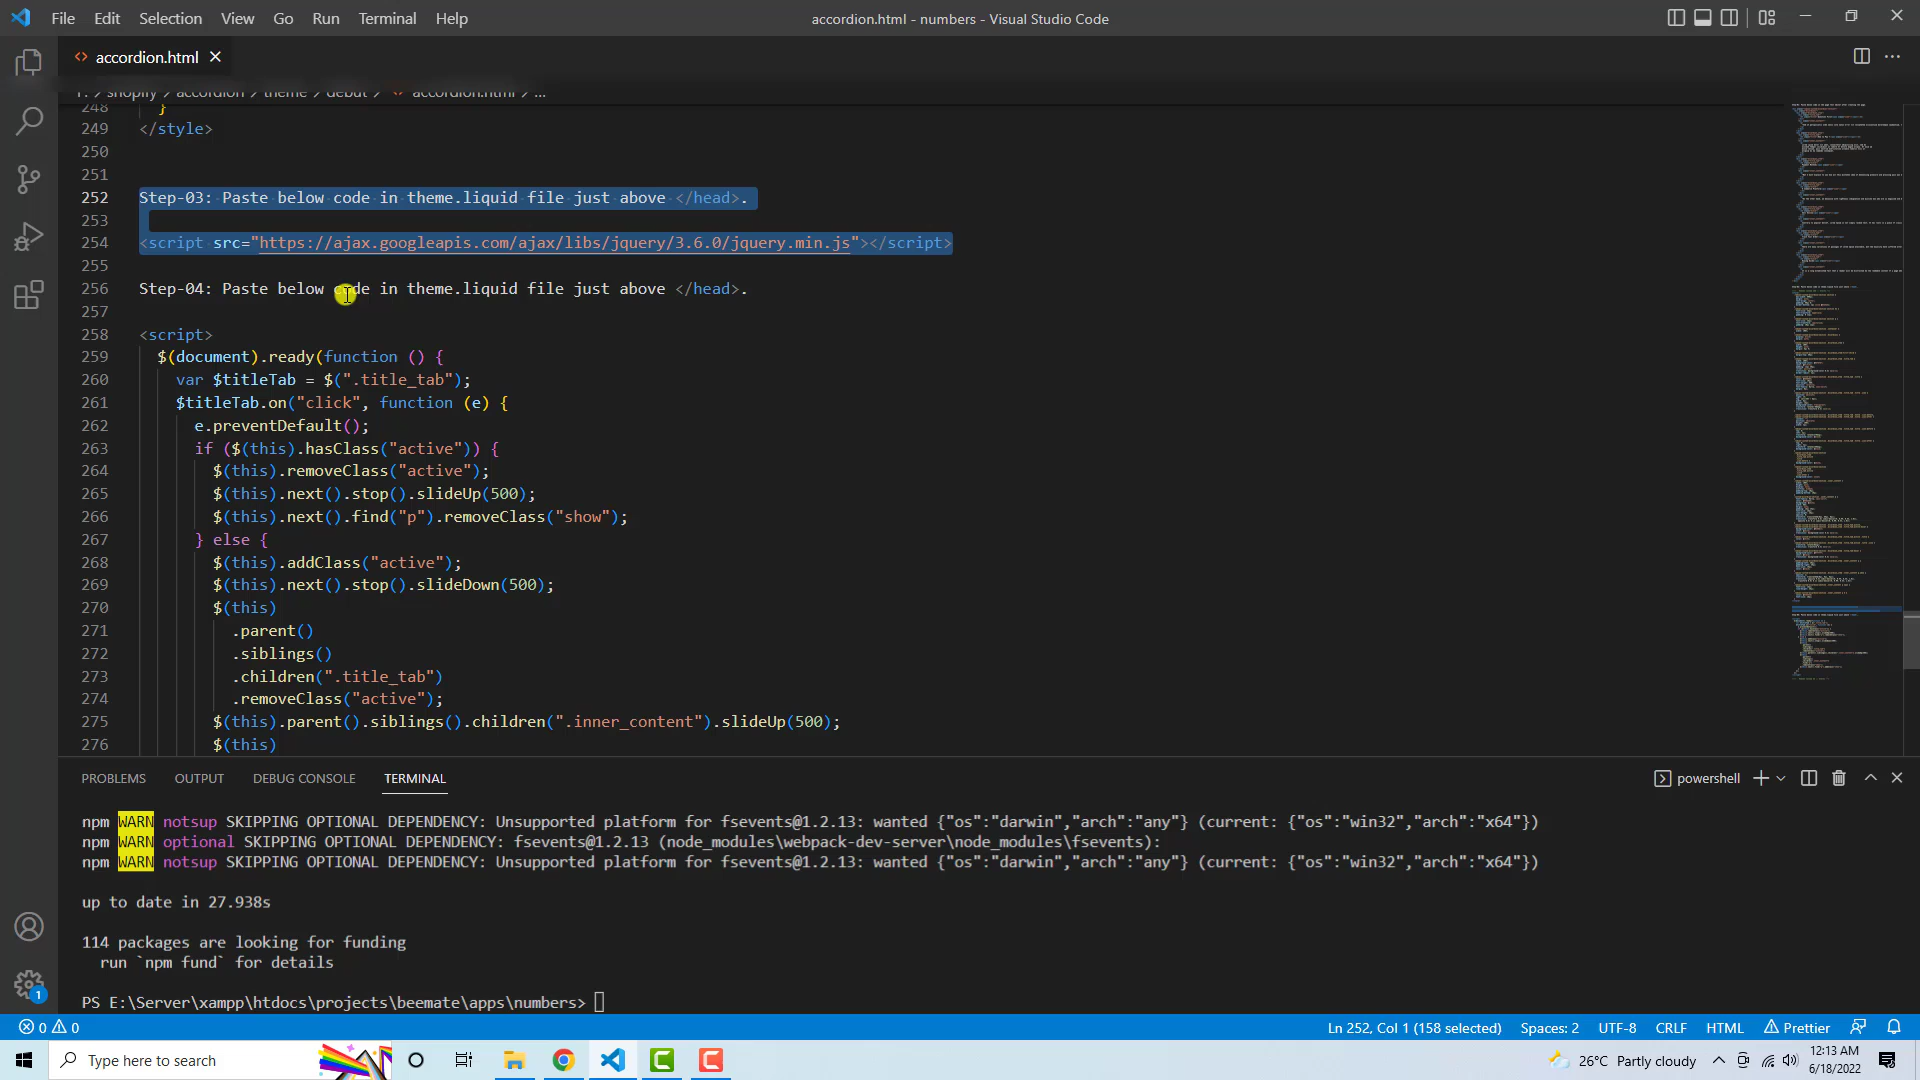 File Edit Selection View Go Run Terminal Help
accordion.html - numbers - Visual Studio Code
accordion.html
shopify > accordion > theme > debut > accordion.html > ...
248 }
249 </style>
250
251
252 Step-03: Paste below code in theme.liquid file just above </head>.
253
254 <script src="https://ajax.googleapis.com/ajax/libs/jquery/3.6.0/jquery.min.js"></script>
255
256 Step-04: Paste below code in theme.liquid file just above </head>.
257
258 <script>
259 $(document).ready(function () {
260 var $titleTab = $(".title_tab");
261 $titleTab.on("click", function (e) {
262 e.preventDefault();
263 if ($(this).hasClass("active")) {
264 $(this).removeClass("active");
265 $(this).next().stop().slideUp(500);
266 $(this).next().find("p").removeClass("show");
267 } else {
268 $(this).addClass("active");
269 $(this).next().stop().slideDown(500);
270 $(this)
271 .parent()
272 .siblings()
273 .children(".title_tab")
274 .removeClass("active");
275 $(this).parent().siblings().children(".inner_content").slideUp(500);
276 $(this)
PROBLEMS OUTPUT DEBUG CONSOLE TERMINAL
powershell
npm WARN notsup SKIPPING OPTIONAL DEPENDENCY: Unsupported platform for fsevents@1.2.13: wanted {"os":"darwin","arch":"any"} (current: {"os":"win32","arch":"x64"})
npm WARN optional SKIPPING OPTIONAL DEPENDENCY: fsevents@1.2.13 (node_modules\webpack-dev-server\node_modules\fsevents):
npm WARN notsup SKIPPING OPTIONAL DEPENDENCY: Unsupported platform for fsevents@1.2.13: wanted {"os":"darwin","arch":"any"} (current: {"os":"win32","arch":"x64"})
up to date in 27.938s
114 packages are looking for funding
run `npm fund` for details
PS E:\Server\xampp\htdocs\projects\beemate\apps\numbers>
1
0 0
Ln 252, Col 1 (158 selected) Spaces: 2 UTF-8 CRLF HTML Prettier
Type here to search
26°C Partly cloudy
12:13 AM
6/18/2022